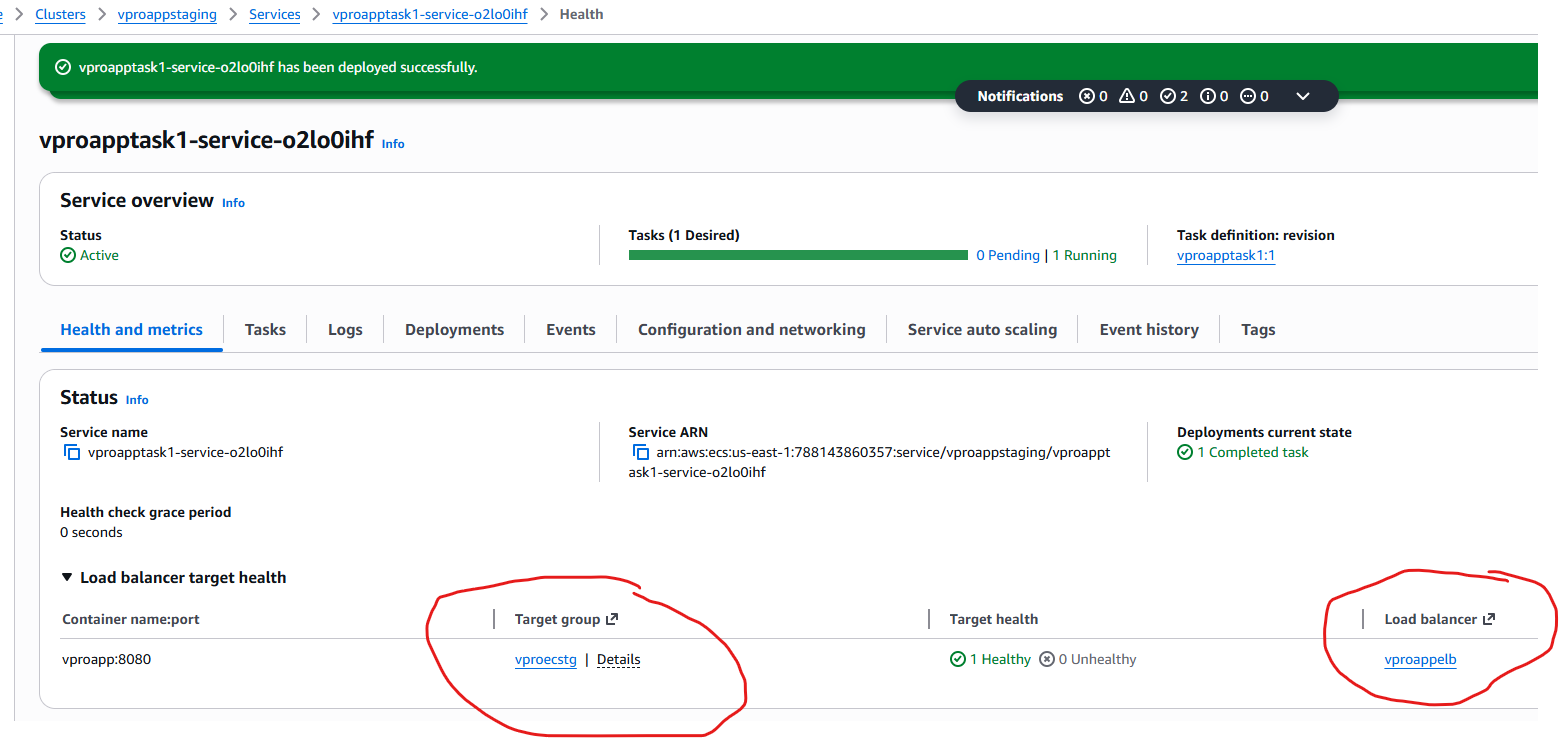 e > Clusters > vproappstaging > Services > vproapptask1-service-o2lo0ihf > Health
vproapptask1-service-o2lo0ihf has been deployed successfully.
Notifications 0 0 2 0 0
vproapptask1-service-o2lo0ihf Info
Service overview Info
Status
Active
Tasks (1 Desired)
0 Pending | 1 Running
Task definition: revision
vproapptask1:1
Health and metrics Tasks Logs Deployments Events Configuration and networking Service auto scaling Event history Tags
Status Info
Service name
vproapptask1-service-o2lo0ihf
Service ARN
arn:aws:ecs:us-east-1:788143860357:service/vproappstaging/vproappt
ask1-service-o2lo0ihf
Deployments current state
1 Completed task
Health check grace period
0 seconds
Load balancer target health
Container name:port Target group Target health Load balancer
vproapp:8080 vproecstg | Details 1 Healthy 0 Unhealthy vproappelb